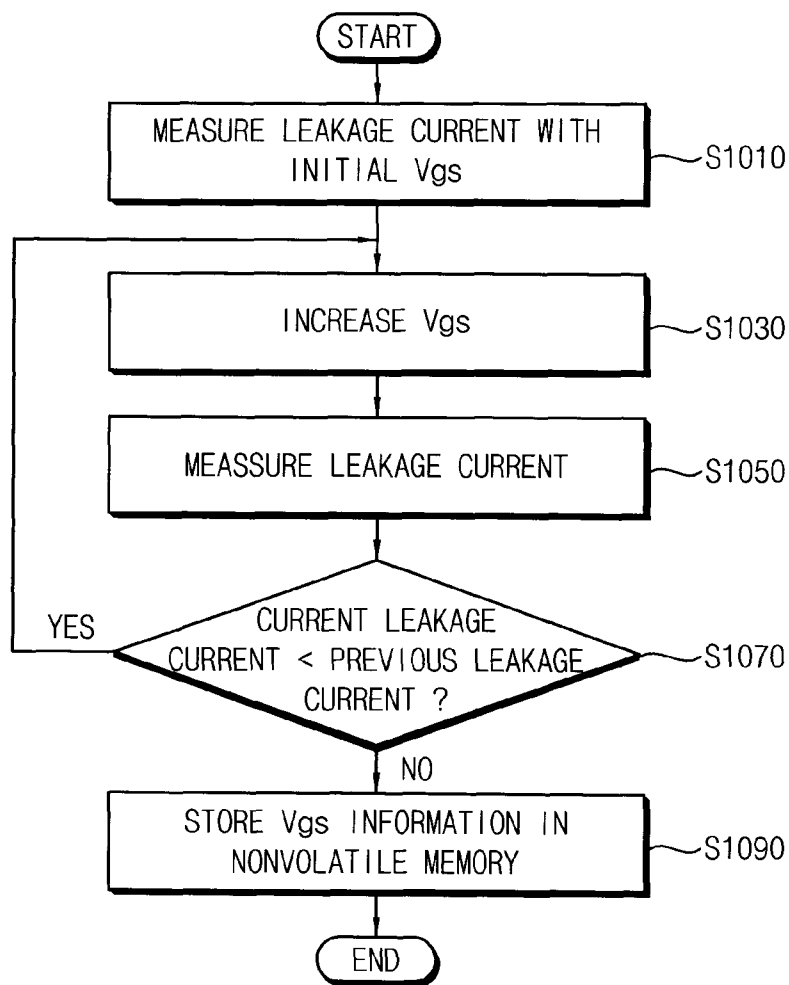 START
MEASURE LEAKAGE CURRENT WITH
INITIAL Vgs
S1010
INCREASE Vgs
S1030
MEASSURE LEAKAGE CURRENT
S1050
CURRENT LEAKAGE
CURRENT < PREVIOUS LEAKAGE
CURRENT ?
S1070
YES
NO
STORE Vgs INFORMATION IN
NONVOLATILE MEMORY
S1090
END